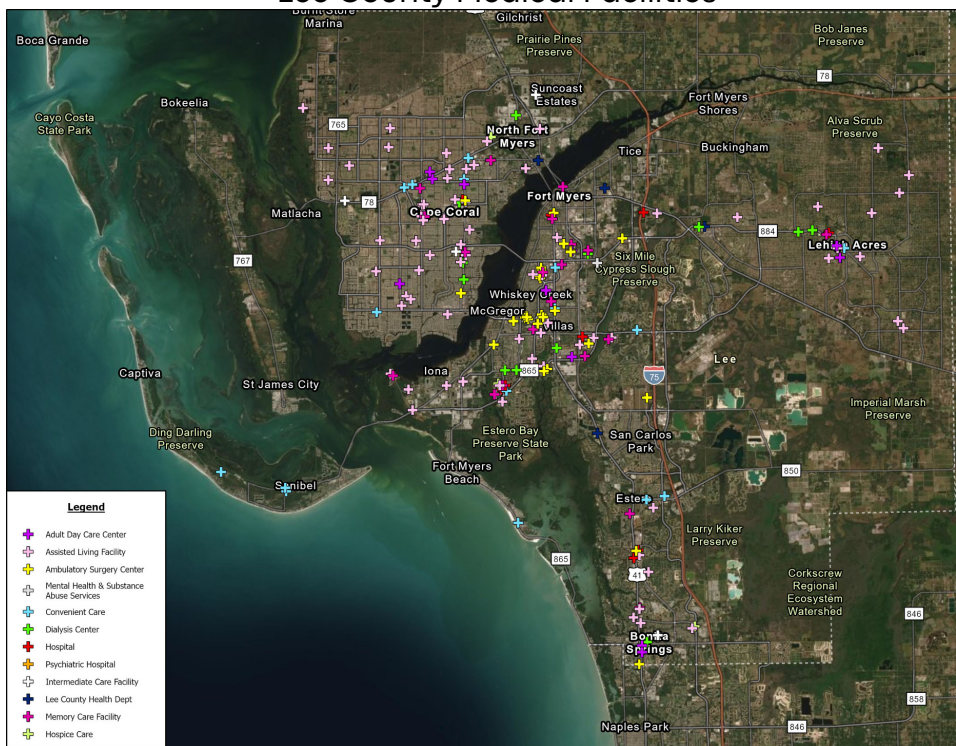 Lee County Medical Facilities
Burnt Store
Marina
Gilchrist
Boca Grande
Prairie Pines
Preserve
Bob Janes
Preserve
78
Suncoast
Estates
Fort Myers
Shores
Bokeelia
Cayo Costa
State Park
765
North Fort
Myers
Alva Scrub
Preserve
Tice
Buckingham
Fort Myers
78
Cape Coral
Matlacha
884
Lehigh Acres
767
Six Mile
Cypress Slough
Preserve
Whiskey Creek
McGregor
Villas
Lee
Captiva
St James City
Iona
865
75
Imperial Marsh
Preserve
Ding Darling
Preserve
Estero Bay
Preserve State
Park
San Carlos
Park
Fort Myers
Beach
850
Sanibel
Estero
Larry Kiker
Preserve
865
41
Corkscrew
Regional
Ecosystem
Watershed
846
Bonita
Springs
858
Naples Park
846
Legend
Adult Day Care Center
Assisted Living Facility
Ambulatory Surgery Center
Mental Health & Substance
Abuse Services
Convenient Care
Dialysis Center
Hospital
Psychiatric Hospital
Intermediate Care Facility
Lee County Health Dept
Memory Care Facility
Hospice Care